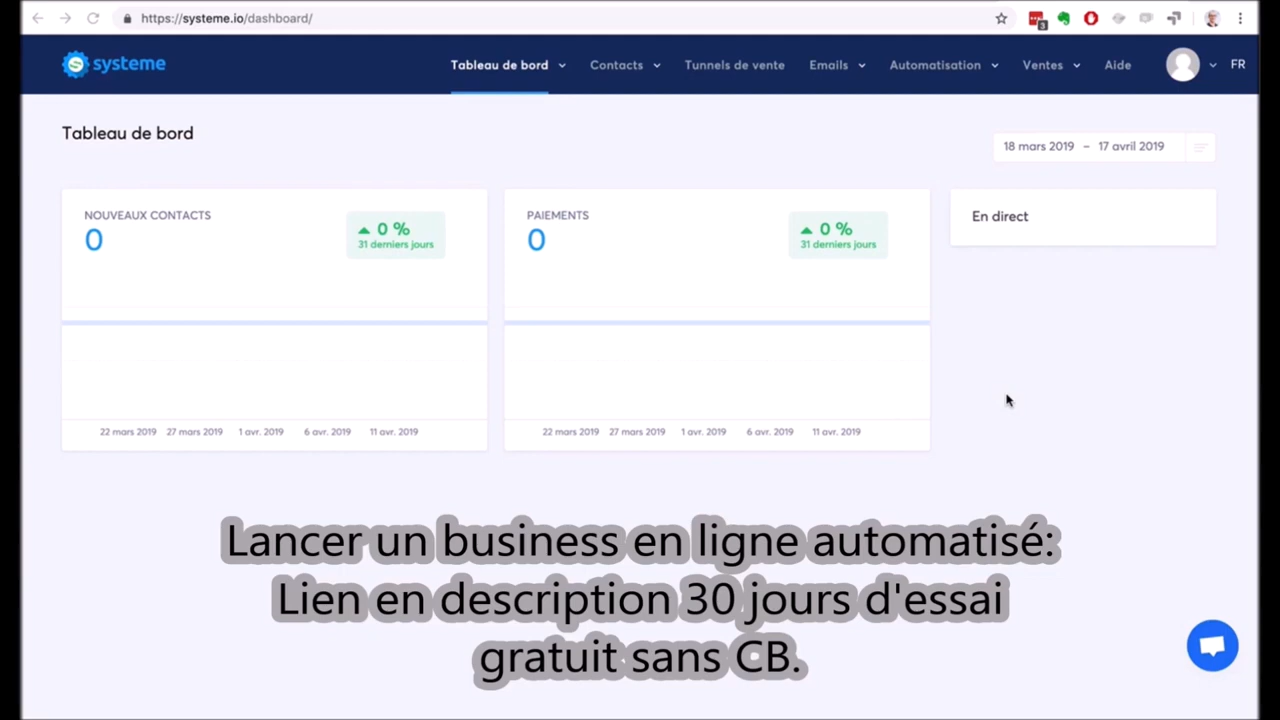 https://systeme.io/dashboard/
3
systeme
Tableau de bord
Contacts
Tunnels de vente
Emails
Automatisation
Ventes
Aide
FR
Tableau de bord
18 mars 2019 – 17 avril 2019
NOUVEAUX CONTACTS
0
0 %
31 derniers jours
22 mars 2019 27 mars 2019 1 avr. 2019 6 avr. 2019 11 avr. 2019
PAIEMENTS
0
0 %
31 derniers jours
22 mars 2019 27 mars 2019 1 avr. 2019 6 avr. 2019 11 avr. 2019
En direct
Lancer un business en ligne automatisé:
Lien en description 30 jours d'essai
gratuit sans CB.